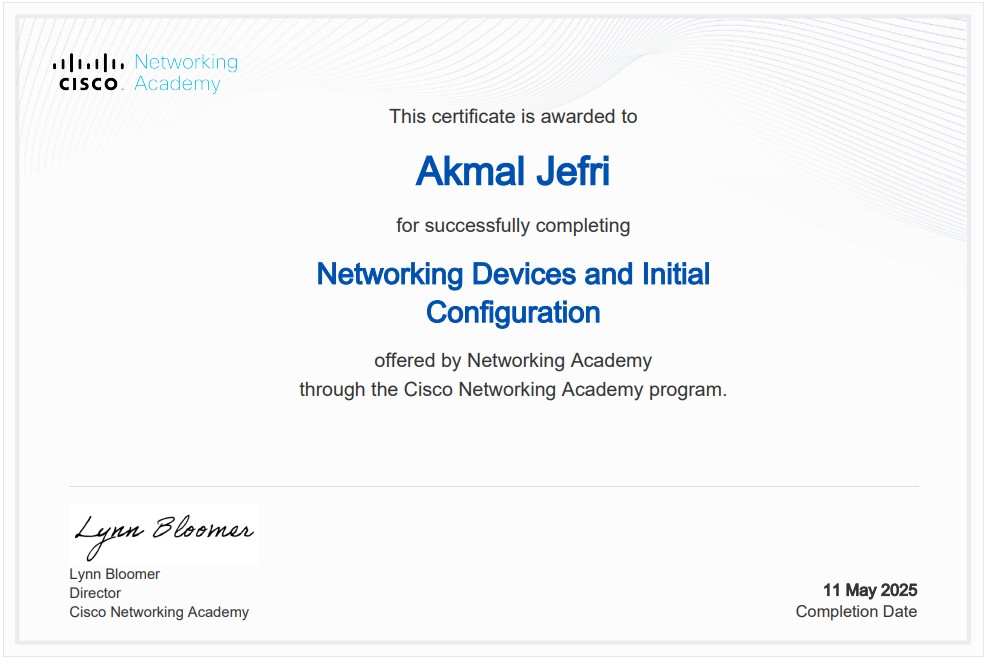 Networking
CISCO. Academy
This certificate is awarded to
Akmal Jefri
for successfully completing
Networking Devices and Initial
Configuration
offered by Networking Academy
through the Cisco Networking Academy program.
Lynn Bloomer
Lynn Bloomer
Director
Cisco Networking Academy
11 May 2025
Completion Date